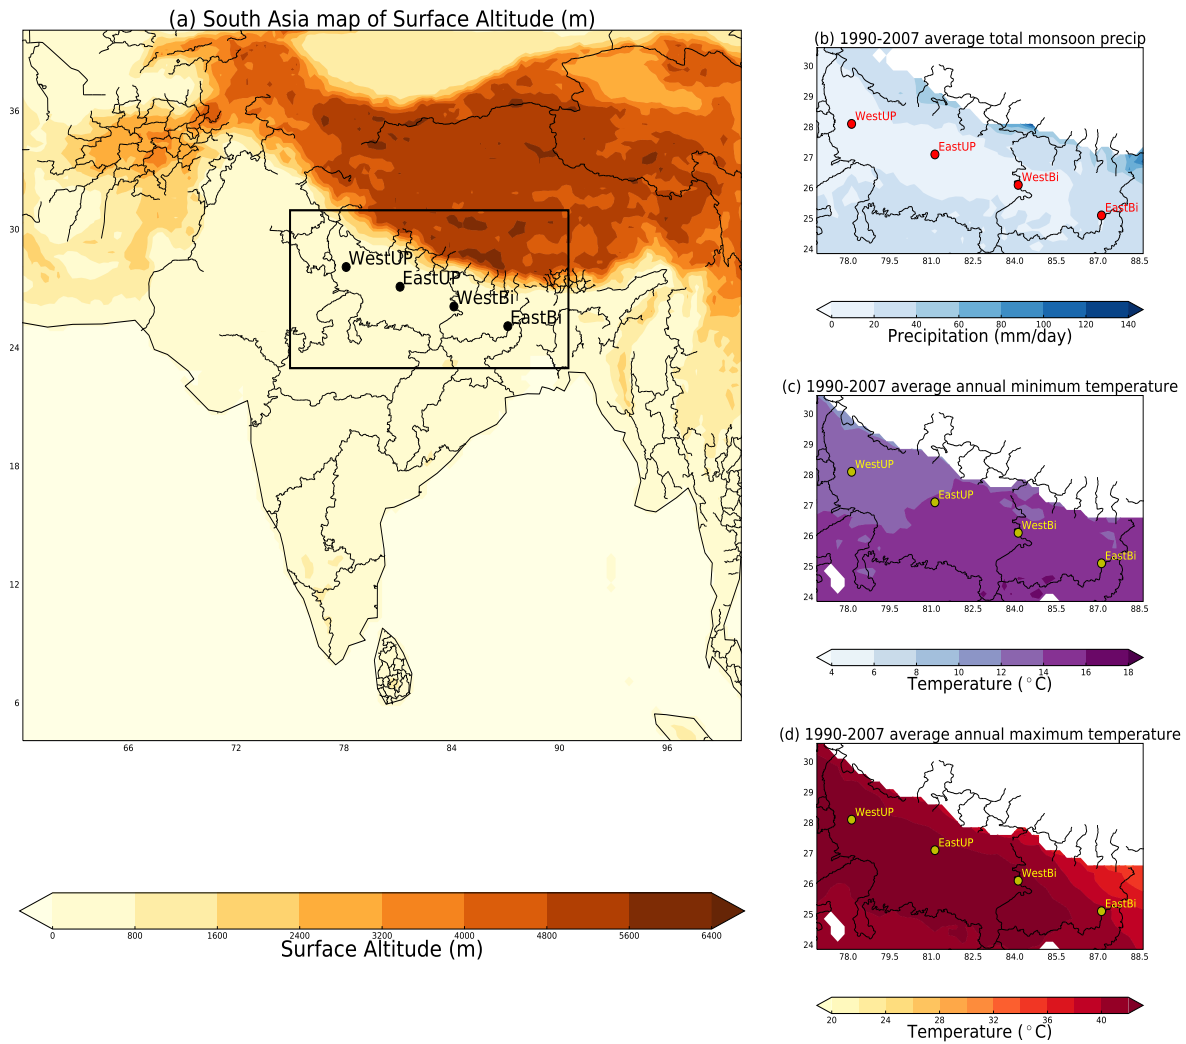 (a) South Asia map of Surface Altitude (m)
36
30
24
18
12
6
66 72 78 84 90 96
WestUP
EastUP
WestBi
EastBi
0 800 1600 2400 3200 4000 4800 5600 6400
Surface Altitude (m)
(b) 1990-2007 average total monsoon precip
30
29
28
27
26
25
24
WestUP
EastUP
WestBi
EastBi
78.0 79.5 81.0 82.5 84.0 85.5 87.0 88.5
0 20 40 60 80 100 120 140
Precipitation (mm/day)
(c) 1990-2007 average annual minimum temperature
30
29
28
27
26
25
24
WestUP
EastUP
WestBi
EastBi
78.0 79.5 81.0 82.5 84.0 85.5 87.0 88.5
4 6 8 10 12 14 16 18
Temperature (°C)
(d) 1990-2007 average annual maximum temperature
30
29
28
27
26
25
24
WestUP
EastUP
WestBi
EastBi
78.0 79.5 81.0 82.5 84.0 85.5 87.0 88.5
20 24 28 32 36 40
Temperature (°C)